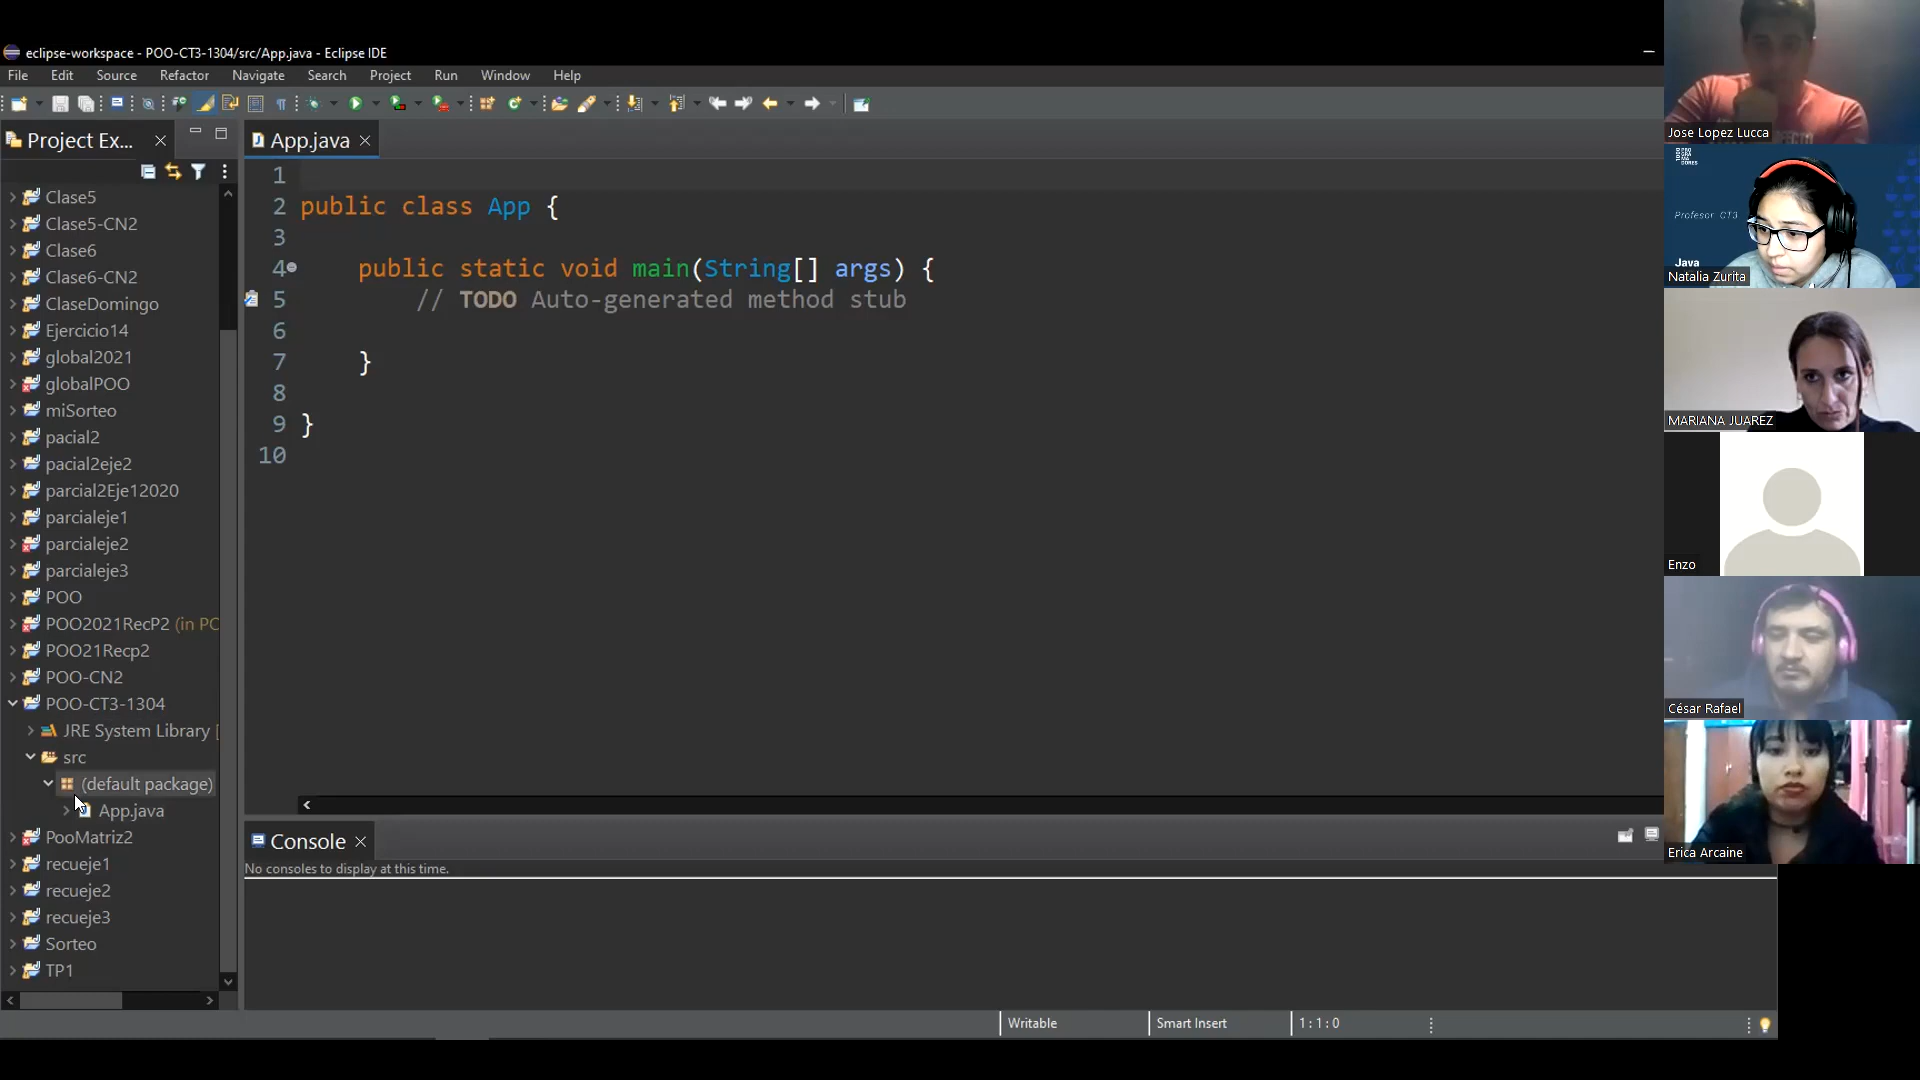 eclipse-workspace - POO-CT3-1304/src/App.java - Eclipse IDE
File Edit Source Refactor Navigate Search Project Run Window Help
Project Ex...
App.java
Clase5
Clase5-CN2
Clase6
Clase6-CN2
ClaseDomingo
Ejercicio14
global2021
globalPOO
miSorteo
pacial2
pacial2eje2
parcial2Eje12020
parcialeje1
parcialeje2
parcialeje3
POO
POO2021RecP2 (in PC
POO21Recp2
POO-CN2
POO-CT3-1304
JRE System Library [
src
(default package)
App.java
PooMatriz2
recueje1
recueje2
recueje3
Sorteo
TP1
1
2 public class App {
3
4 public static void main(String[] args) {
5 // TODO Auto-generated method stub
6
7 }
8
9 }
10
Console
No consoles to display at this time.
Writable Smart Insert 1 : 1 : 0
Jose Lopez Lucca
Profesor CT3
Java
Natalia Zurita
MARIANA JUAREZ
Enzo
César Rafael
Erica Arcaine